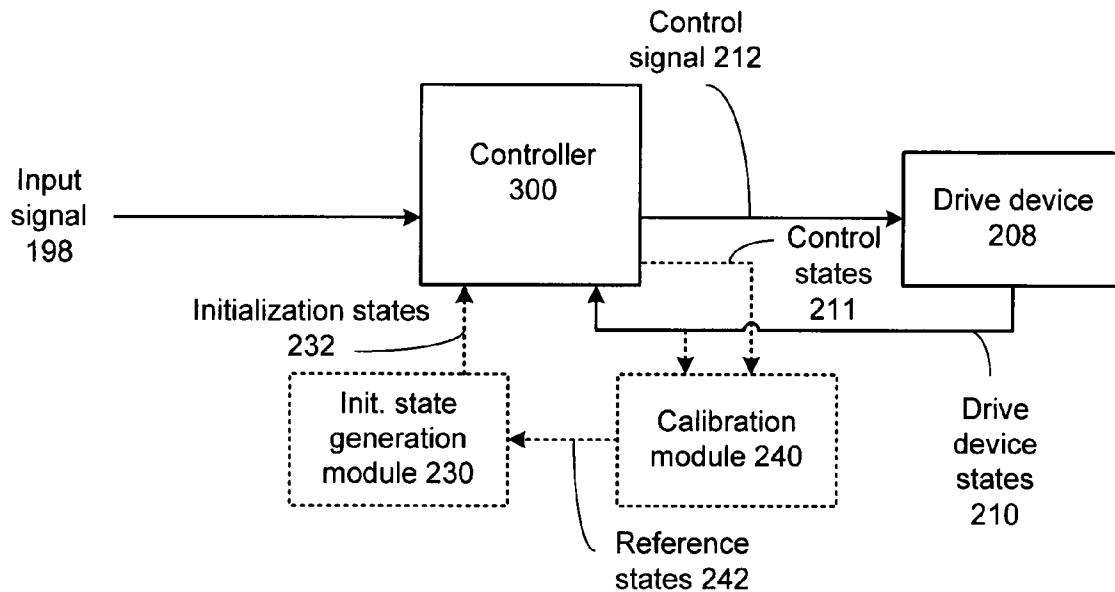 Control
signal 212
Controller
300
Input
signal
198
Drive device
208
Control
states
211
Initialization states
232
Init. state
generation
module 230
Calibration
module 240
Drive
device
states
210
Reference
states 242